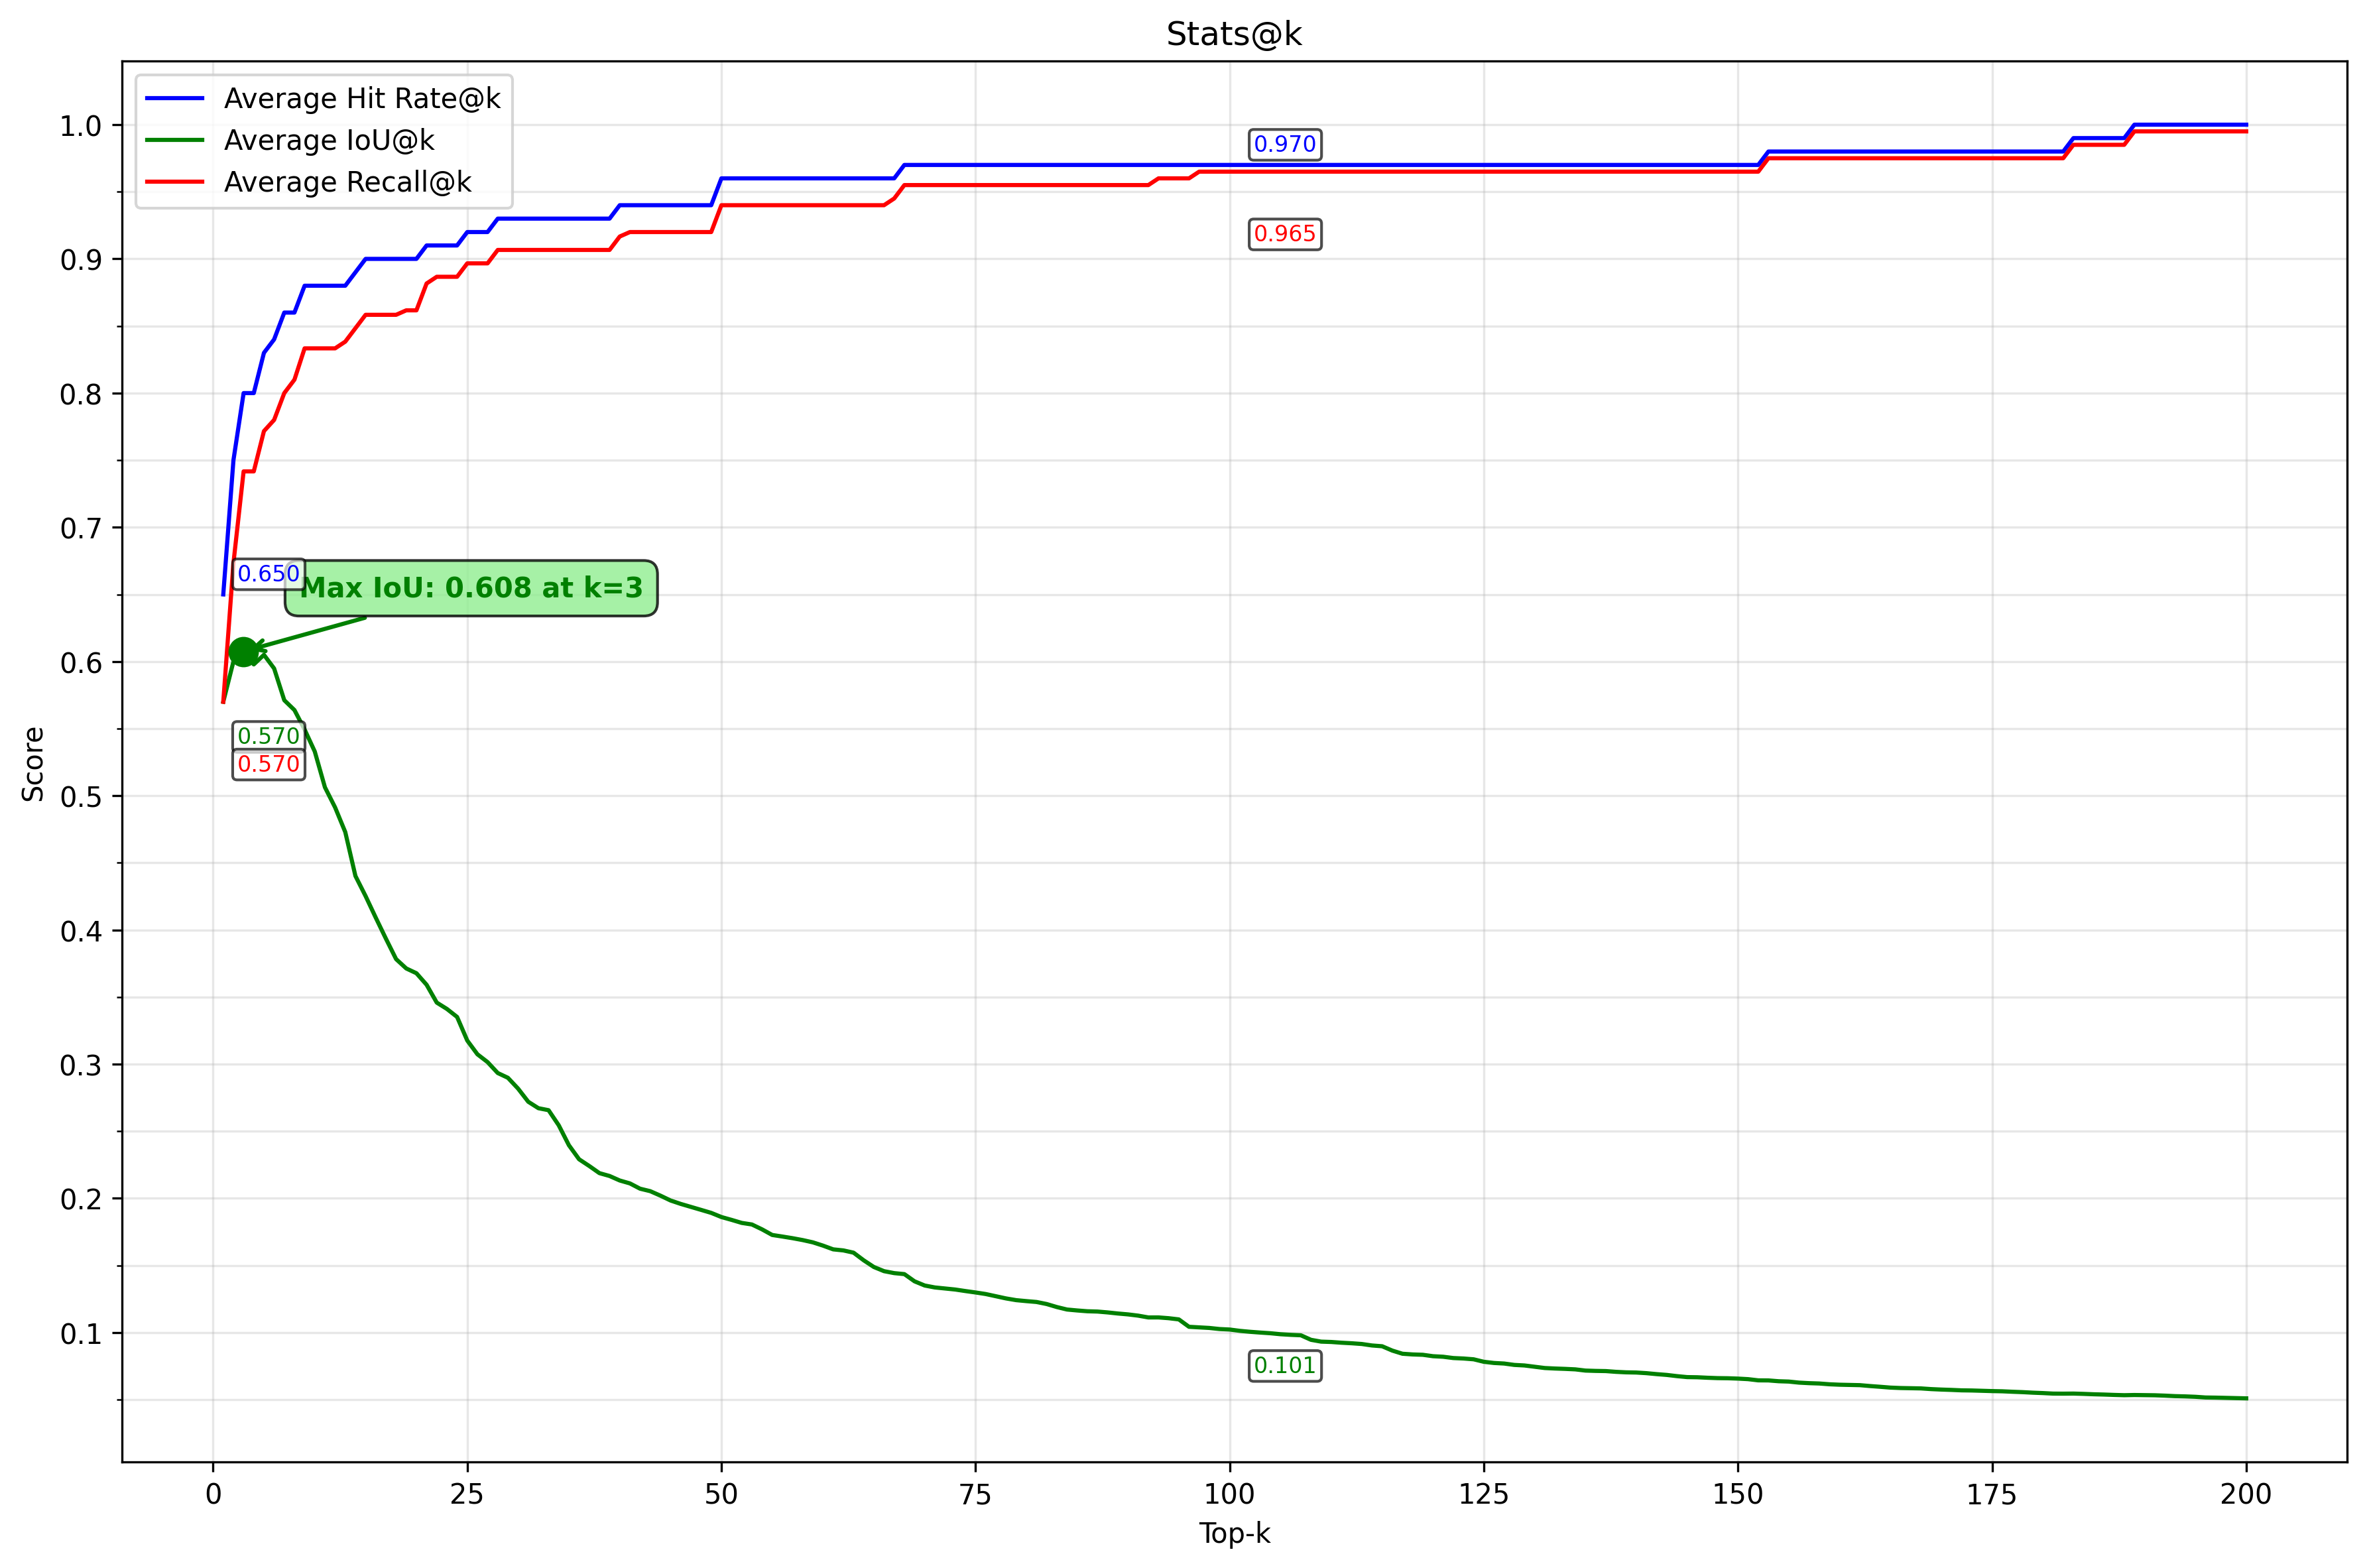 Stats@k
Average Hit Rate@k
Average IoU@k
Average Recall@k
0.970
0.965
0.650
Max IoU: 0.608 at k=3
0.570
0.570
0.101
Score
1.0
0.9
0.8
0.7
0.6
0.5
0.4
0.3
0.2
0.1
0 25 50 75 100 125 150 175 200
Top-k